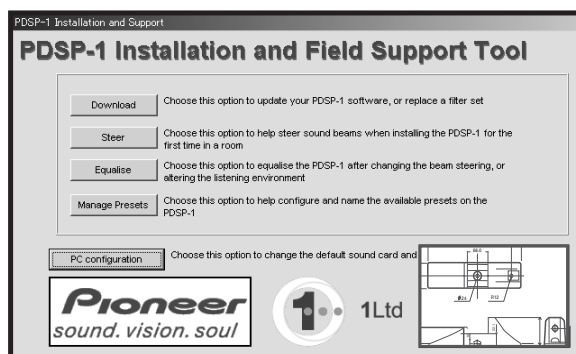 PDSP-1 Installation and Support
PDSP-1 Installation and Field Support Tool
Download
Choose this option to update your PDSP-1 software, or replace a filter set
Steer
Choose this option to help steer sound beams when installing the PDSP-1 for the
first time in a room
Equalise
Choose this option to equalise the PDSP-1 after changing the beam steering, or
altering the listening environment
Manage Presets
Choose this option to help configure and name the available presets on the
PDSP-1
PC configuration
Choose this option to change the default sound card and
Pioneer
sound.vision.soul
1
1Ltd
R12